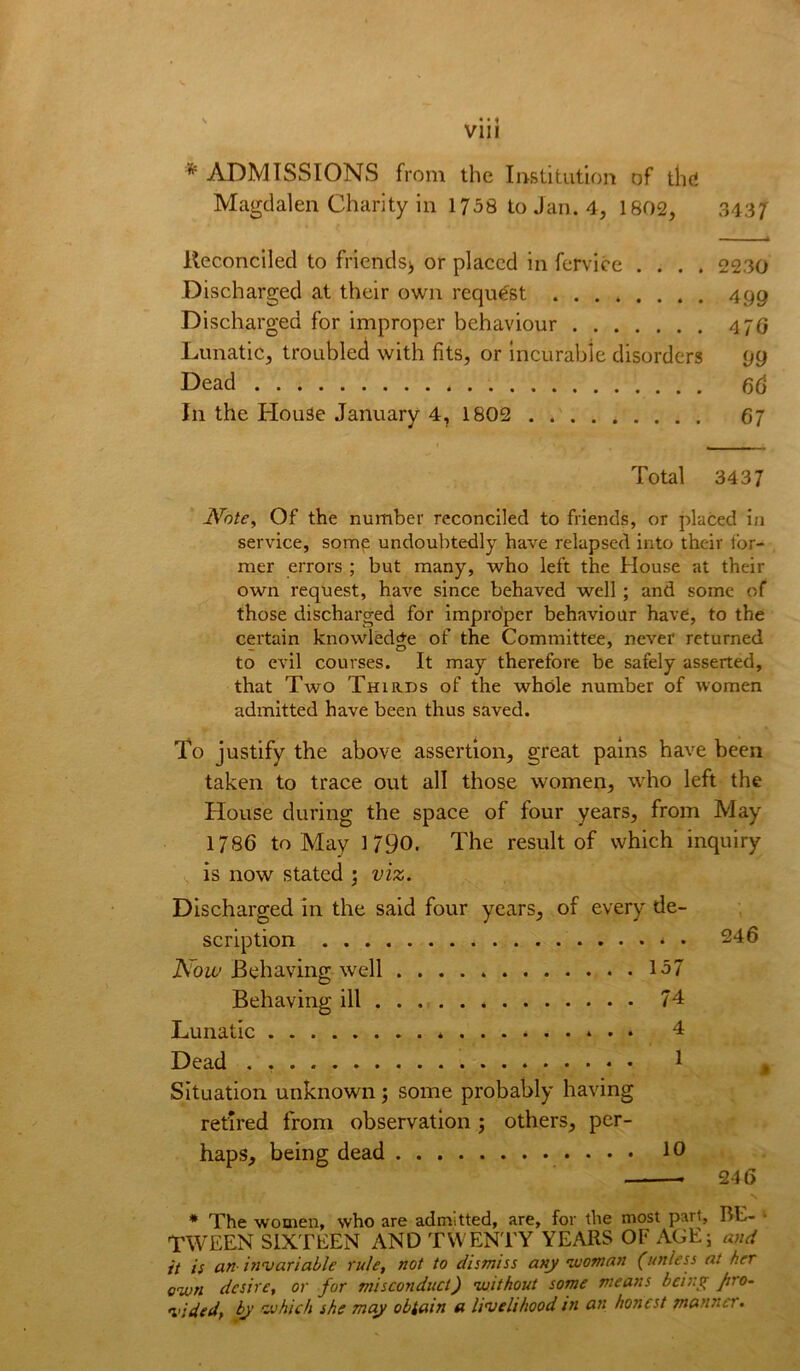 viii
* ADMISSIONS from the Institution of the
Magdalen Charity in 1758 to Jan. 4, 1802, 3437
Reconciled to friends, or placed in service . . . . 2230
Discharged at their own request . . . . . . . . 499
Discharged for improper behaviour . . . . . . . 476
Lunatic, troubled with fits, or incurable disorders 99
Dead . . . . . . . . . . . . . . . . . . . . . . 66
In the House January 4, 1802 . . . . . . . . . 67
Total 3437
Note, Of the number reconciled to friends, or placed in
service, some undoubtedly have relapsed into their for-
mer errors ; but many, who left the House at their
own request, have since behaved well ; and some of
those discharged for improper behaviour have, to the
certain knowledge of the Committee, never returned
to evil courses. It may therefore be safely asserted,
that Two Thirds of the whole number of women
admitted have been thus saved.
To justify the above assertion, great pains have been
taken to trace out all those women, who left the
House during the space of four years, from May
1786 to May 1790. The result of which inquiry
is now stated ; viz.
Discharged in the said four years, of every de-
scription . . . . . . . . . . . . . . . . . . . 246
Now Behaving well . . . . . . . . . . . . . 157
Behaving ill . . . . . . . . . . . . . 74
Lunatic . . . . . . . . . . . . . . . . . . 4
Dead . . . . . . . . . . . . . . . . . . . 1
Situation unknown ; some probably having
retired from observation ; others, per-
haps, being dead . . . . . . . . . . . . 10
246
* The women, who are admitted, are, for the most part, BE-
TWEEN SIXTEEN AND TWENTY YEARS OF AGE ; and
it is an invariable rule, not to dismiss any woman (unless at her
own desire, or for misconduct) without some means being pro-
vided, by which she may obtain a livelihood in an honest manner.